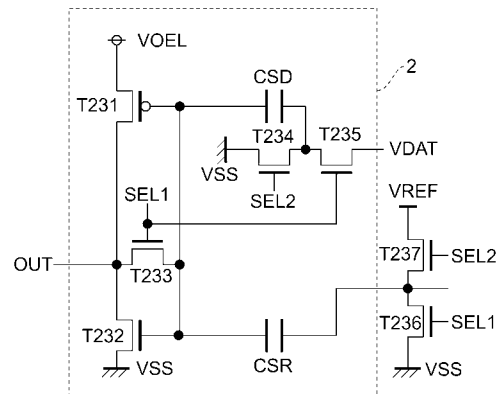 VOEL
CSD
2
T231
T234
T235
VDAT
VSS
SEL1
SEL2
VREF
OUT
T233
T237
SEL2
T232
T236
SEL1
VSS
CSR
VSS